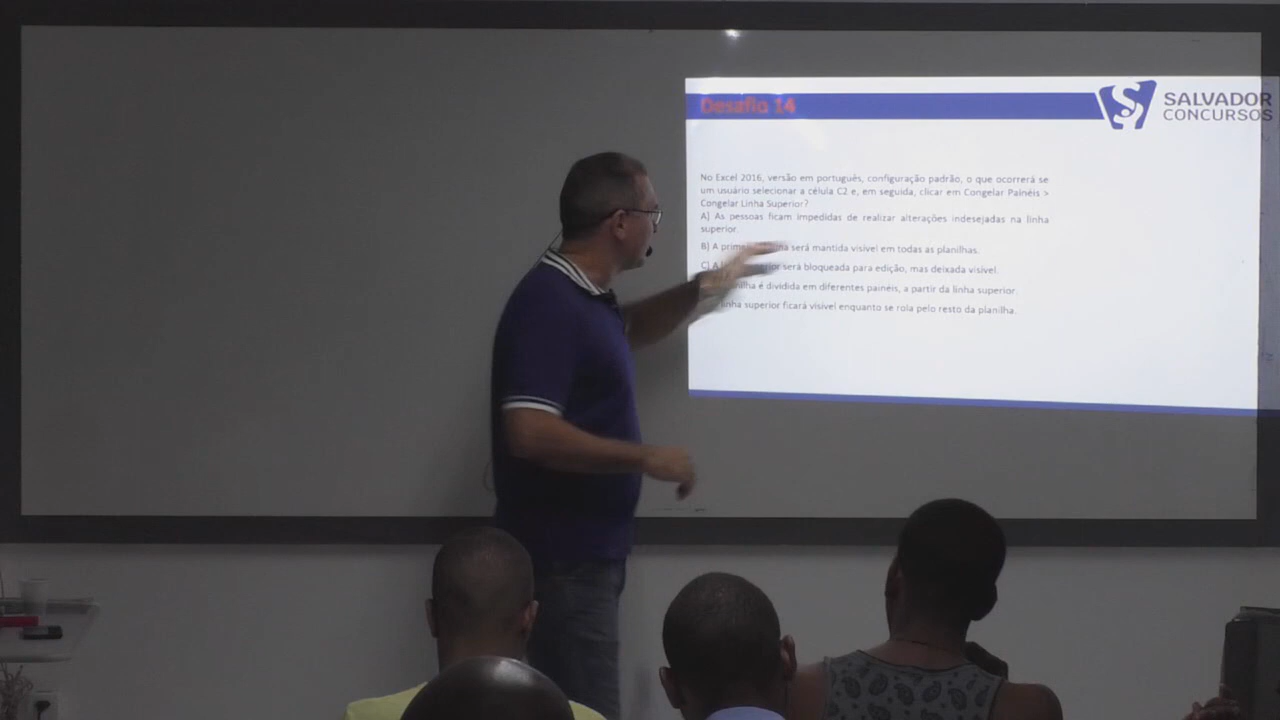 Desafio 14
SALVADOR
CONCURSOS
No Excel 2016, versão em português, configuração padrão, o que ocorrerá se
um usuário selecionar a célula C2 e, em seguida, clicar em Congelar Painéis >
Congelar Linha Superior?
A) As pessoas ficam impedidas de realizar alterações indesejadas na linha
superior.
B) A será mantida visível em todas as planilhas.
C) A será bloqueada para edição, mas deixada visível.
é dividida em diferentes painéis, a partir da linha superior.
linha superior ficará visível enquanto se rola pelo resto da planilha.